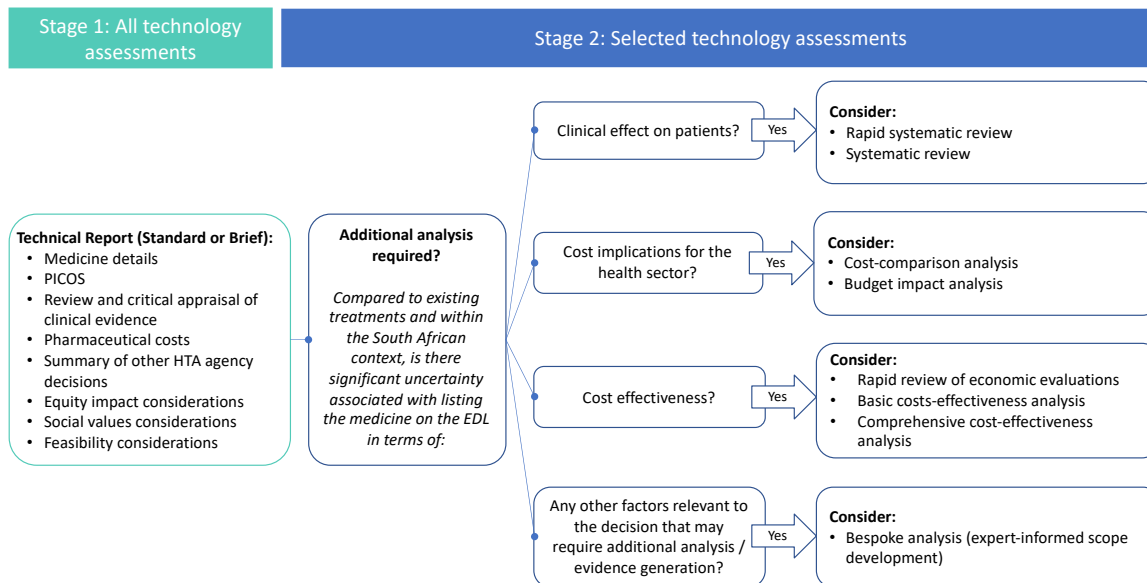 Stage 1: All technology
assessments
Stage 2: Selected technology assessments
Technical Report (Standard or Brief):
• Medicine details
• PICOS
• Review and critical appraisal of
clinical evidence
• Pharmaceutical costs
• Summary of other HTA agency
decisions
• Equity impact considerations
• Social values considerations
• Feasibility considerations
Additional analysis
required?
Compared to existing
treatments and within
the South African
context, is there
significant uncertainty
associated with listing
the medicine on the EDL
in terms of:
Clinical effect on patients?
Yes
Consider:
• Rapid systematic review
• Systematic review
Cost implications for the
health sector?
Yes
Consider:
• Cost-comparison analysis
• Budget impact analysis
Cost effectiveness?
Yes
Consider:
• Rapid review of economic evaluations
• Basic costs-effectiveness analysis
• Comprehensive cost-effectiveness
analysis
Any other factors relevant to
the decision that may
require additional analysis /
evidence generation?
Yes
Consider:
• Bespoke analysis (expert-informed scope
development)